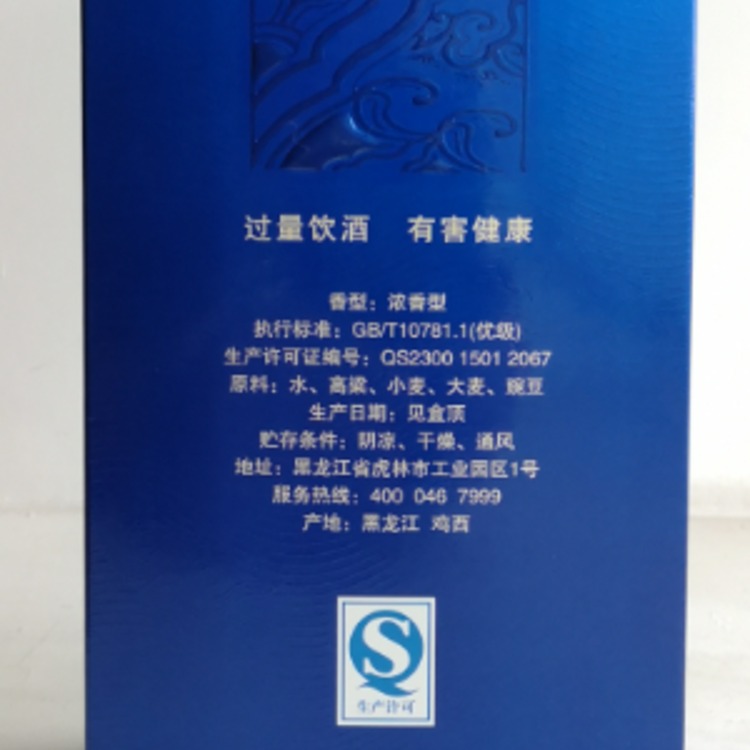 过量饮酒 有害健康
香型：浓香型
执行标准：GB/T10781.1(优级)
生产许可证编号：QS2300 1501 2067
原料：水、高粱、小麦、大麦、豌豆
生产日期：见盒顶
贮存条件：阴凉、干燥、通风
地址：黑龙江省虎林市工业园区1号
服务热线：400 046 7999
产地：黑龙江 鸡西
生产许可